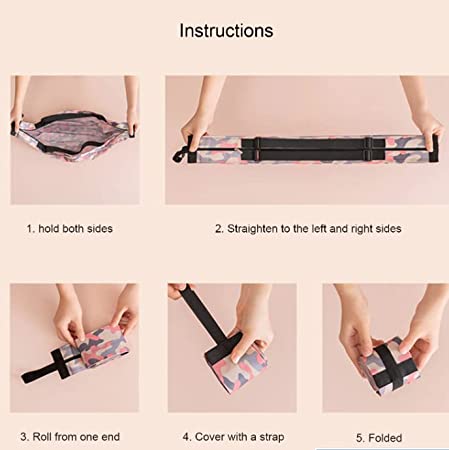 Instructions
1. hold both sides
2. Straighten to the left and right sides
3. Roll from one end
4. Cover with a strap
5. Folded